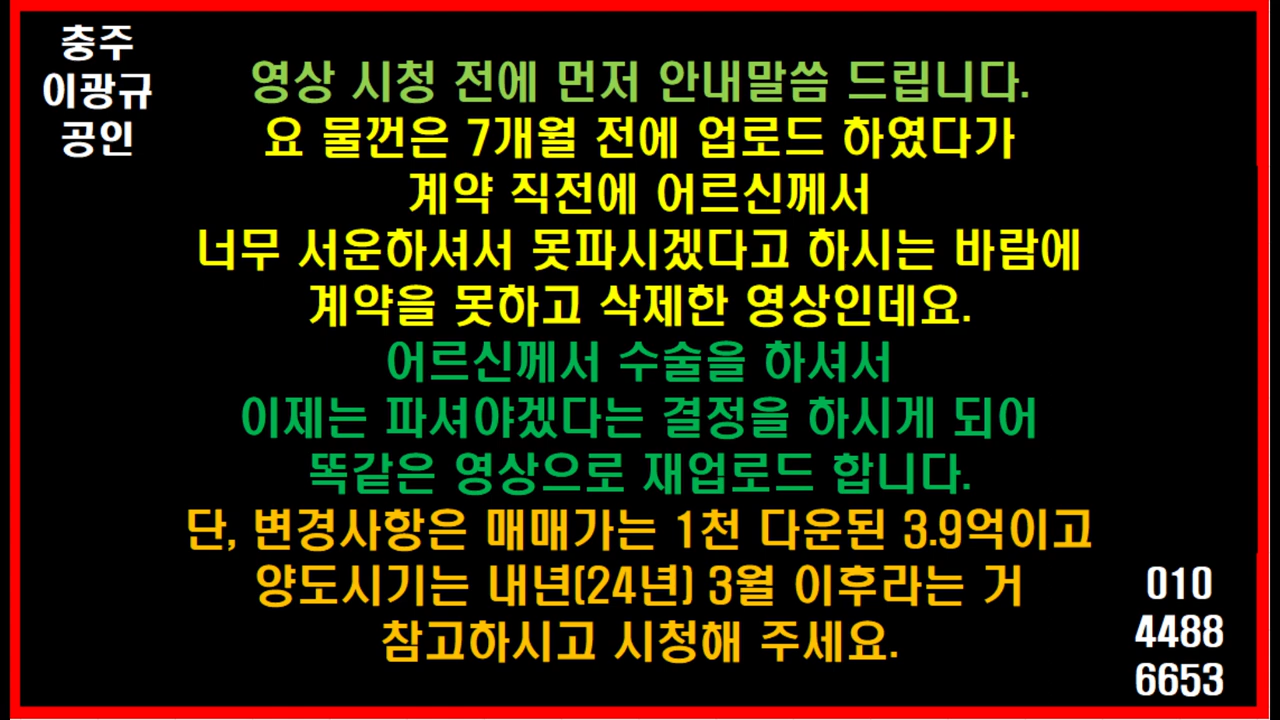 충주
이광규
공인
영상 시청 전에 먼저 안내말씀 드립니다.
요 물껀은 7개월 전에 업로드 하였다가
계약 직전에 어르신께서
너무 서운하셔서 못파시겠다고 하시는 바람에
계약을 못하고 삭제한 영상인데요.
어르신께서 수술을 하셔서
이제는 파셔야겠다는 결정을 하시게 되어
똑같은 영상으로 재업로드 합니다.
단, 변경사항은 매매가는 1천 다운된 3.9억이고
양도시기는 내년(24년) 3월 이후라는 거
참고하시고 시청해 주세요.
010
4488
6653